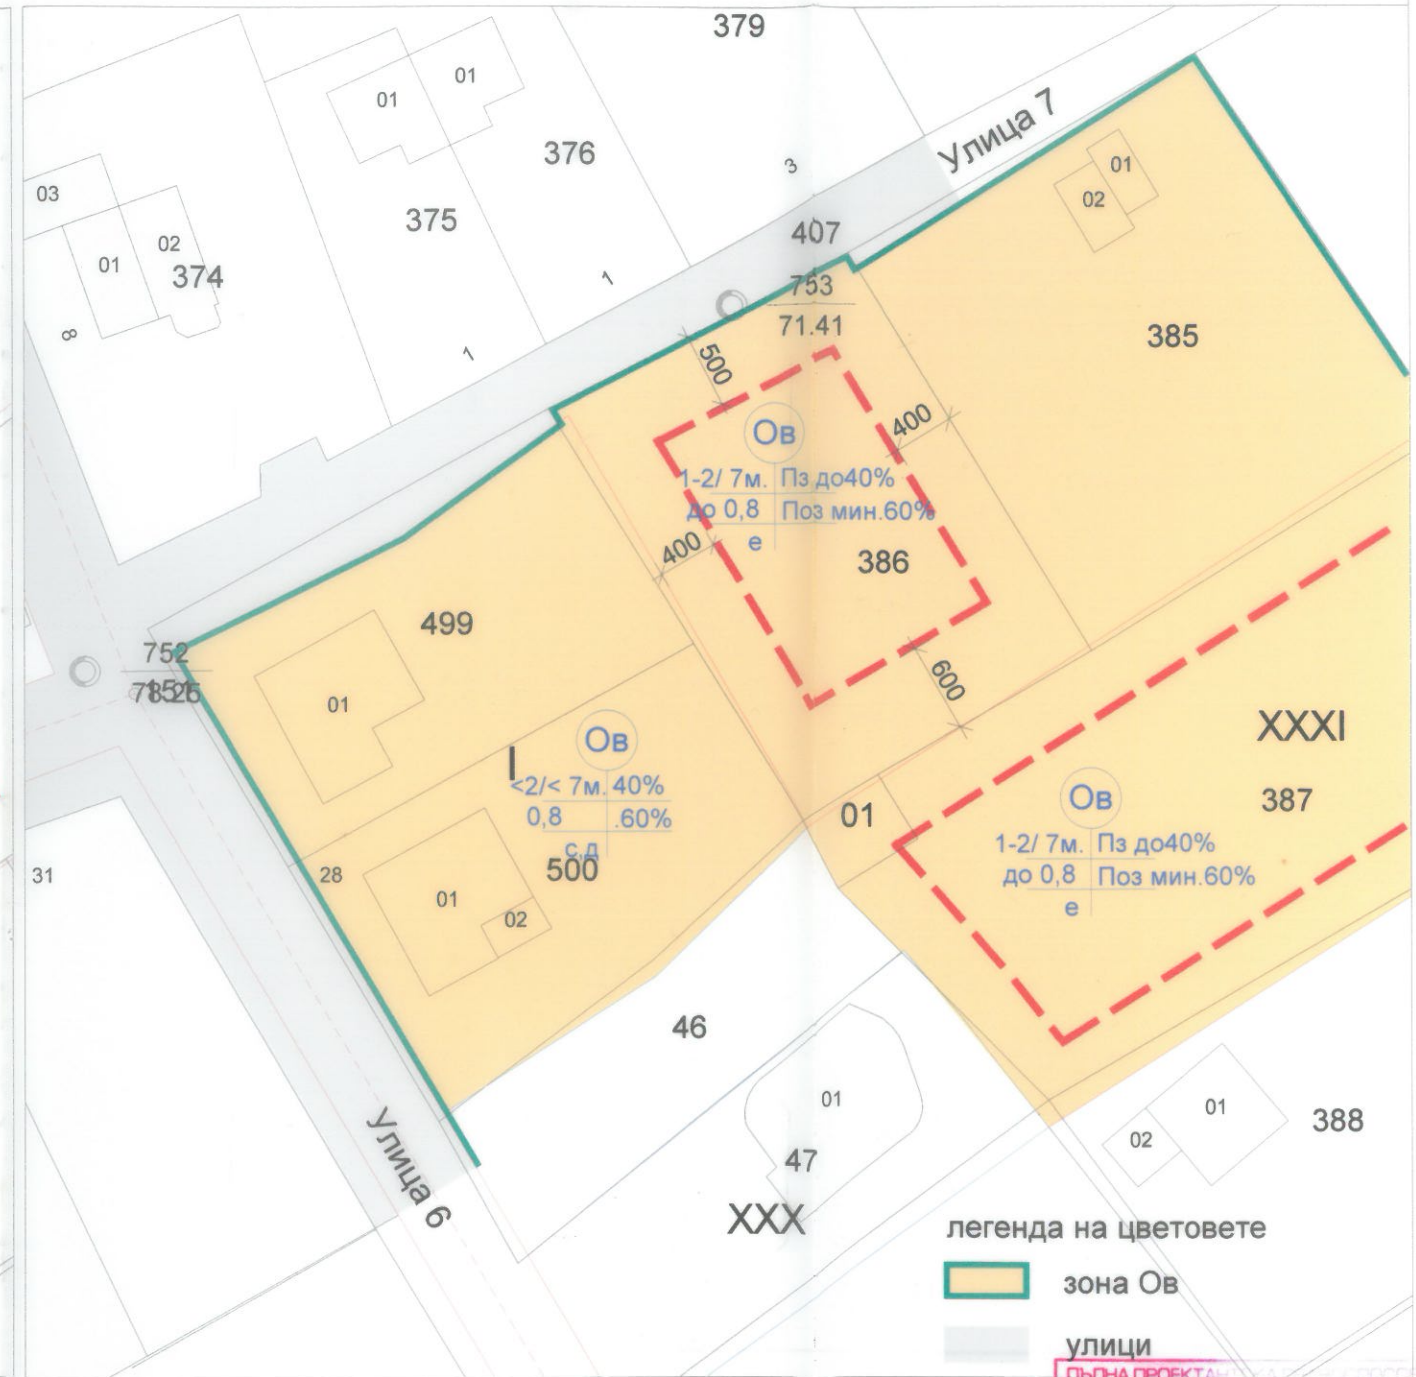 379
01
01
376
Улица 7
3
01
03
02
375
407
02
01
374
1
753
71.41
8
385
1
500
400
Ов
1-2/ 7м. Пз до40%
до 0,8 Поз мин.60%
е
400
386
499
752
600
01
I
Ов
<2/< 7м. 40%
0,8 .60%
с,д
500
XXXI
387
Ов
1-2/ 7м. Пз до40%
до 0,8 Поз мин.60%
е
01
31
28
01
02
46
01
47
01
02
388
Улица 6
XXX
легенда на цветовете
зона Ов
улици